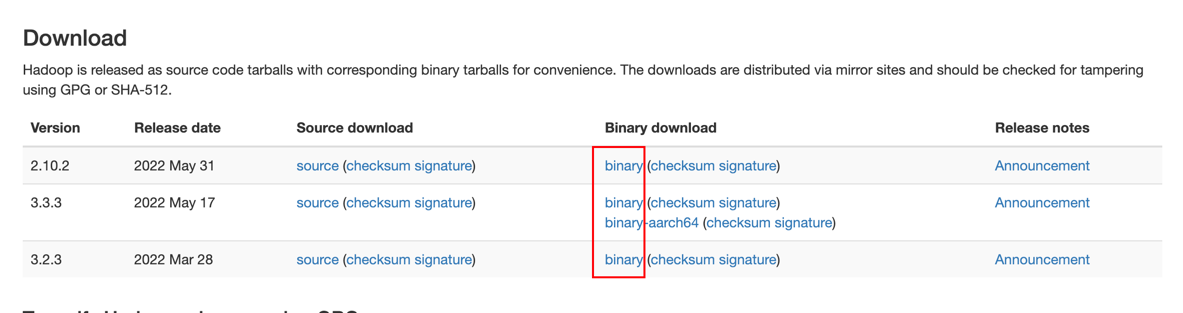 Download
Hadoop is released as source code tarballs with corresponding binary tarballs for convenience. The downloads are distributed via mirror sites and should be checked for tampering
using GPG or SHA-512.
Version Release date Source download Binary download Release notes
2.10.2 2022 May 31 source (checksum signature) binary (checksum signature) Announcement
3.3.3 2022 May 17 source (checksum signature) binary (checksum signature) Announcement
binary-aarch64 (checksum signature)
3.2.3 2022 Mar 28 source (checksum signature) binary (checksum signature) Announcement